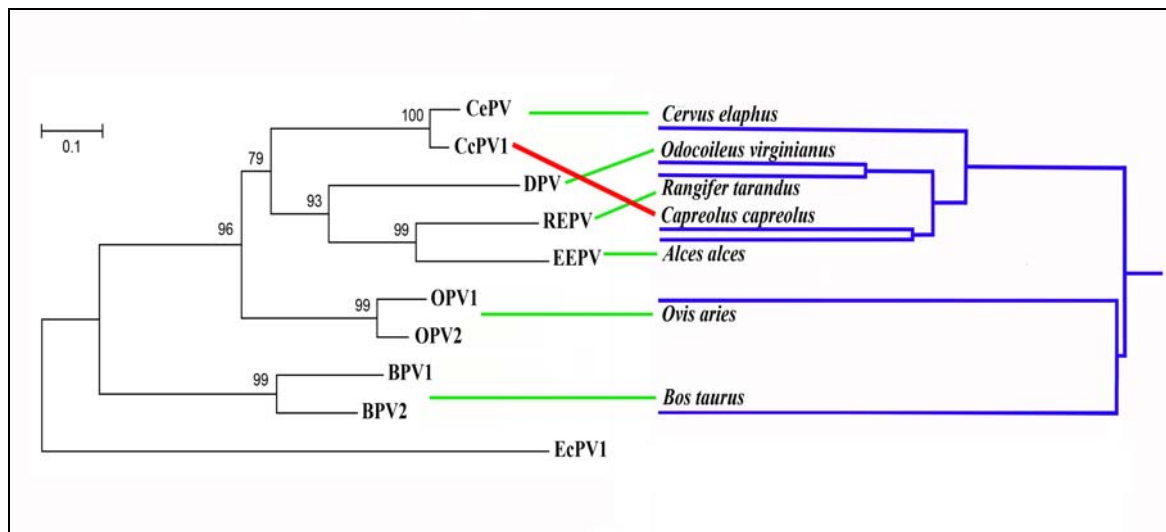 100
CePV
Cervus elaphus
0.1
79
CcPV1
Odocoileus virginianus
93
DPV
Rangifer tarandus
96
99
REPV
Capreolus capreolus
EEPV
Alces alces
99
OPV1
Ovis aries
OPV2
99
BPV1
Bos taurus
BPV2
EcPV1